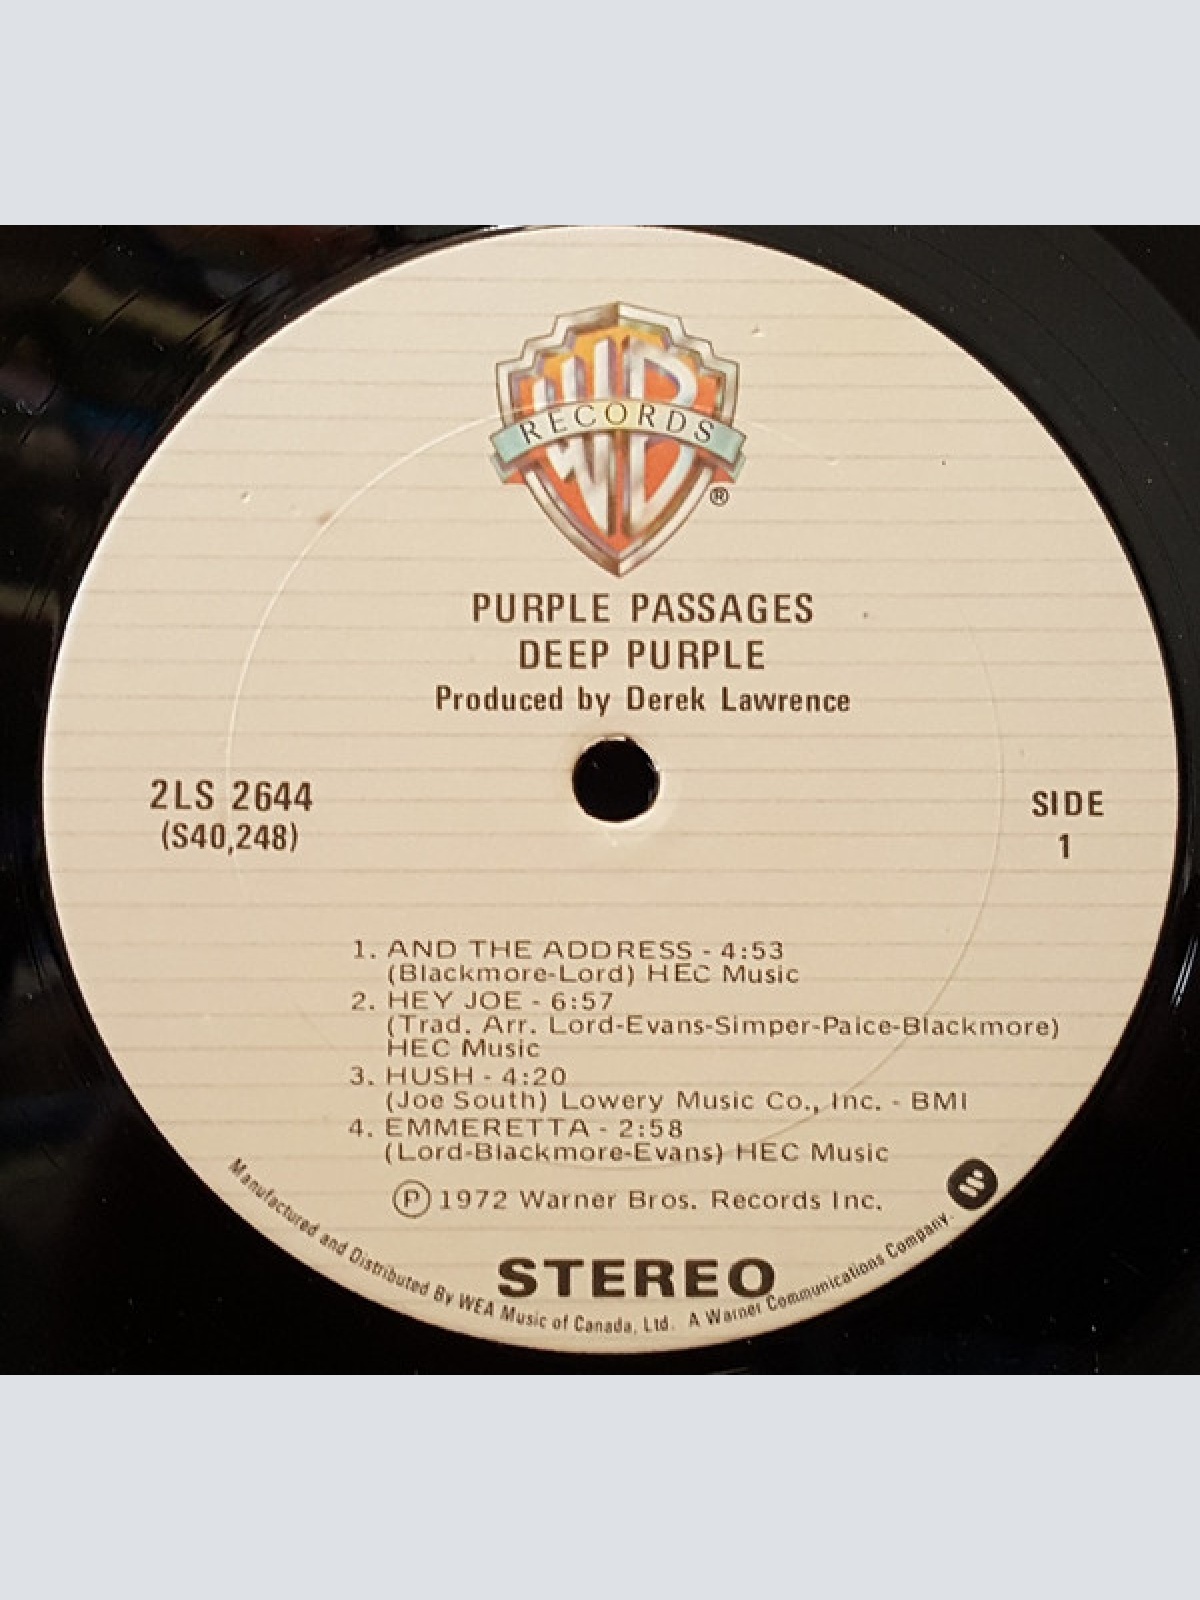 WB
RECORDS
®
PURPLE PASSAGES
DEEP PURPLE
Produced by Derek Lawrence
2LS 2644
(S40,248)
SIDE
1
1. AND THE ADDRESS - 4:53
(Blackmore-Lord) HEC Music
2. HEY JOE - 6:57
(Trad. Arr. Lord-Evans-Simper-Paice-Blackmore)
HEC Music
3. HUSH - 4:20
(Joe South) Lowery Music Co., Inc. - BMI
4. EMMERETTA - 2:58
(Lord-Blackmore-Evans) HEC Music
Ⓟ 1972 Warner Bros. Records Inc.
STEREO
Manufactured and Distributed By WEA Music of Canada, Ltd. A Warner Communications Company.